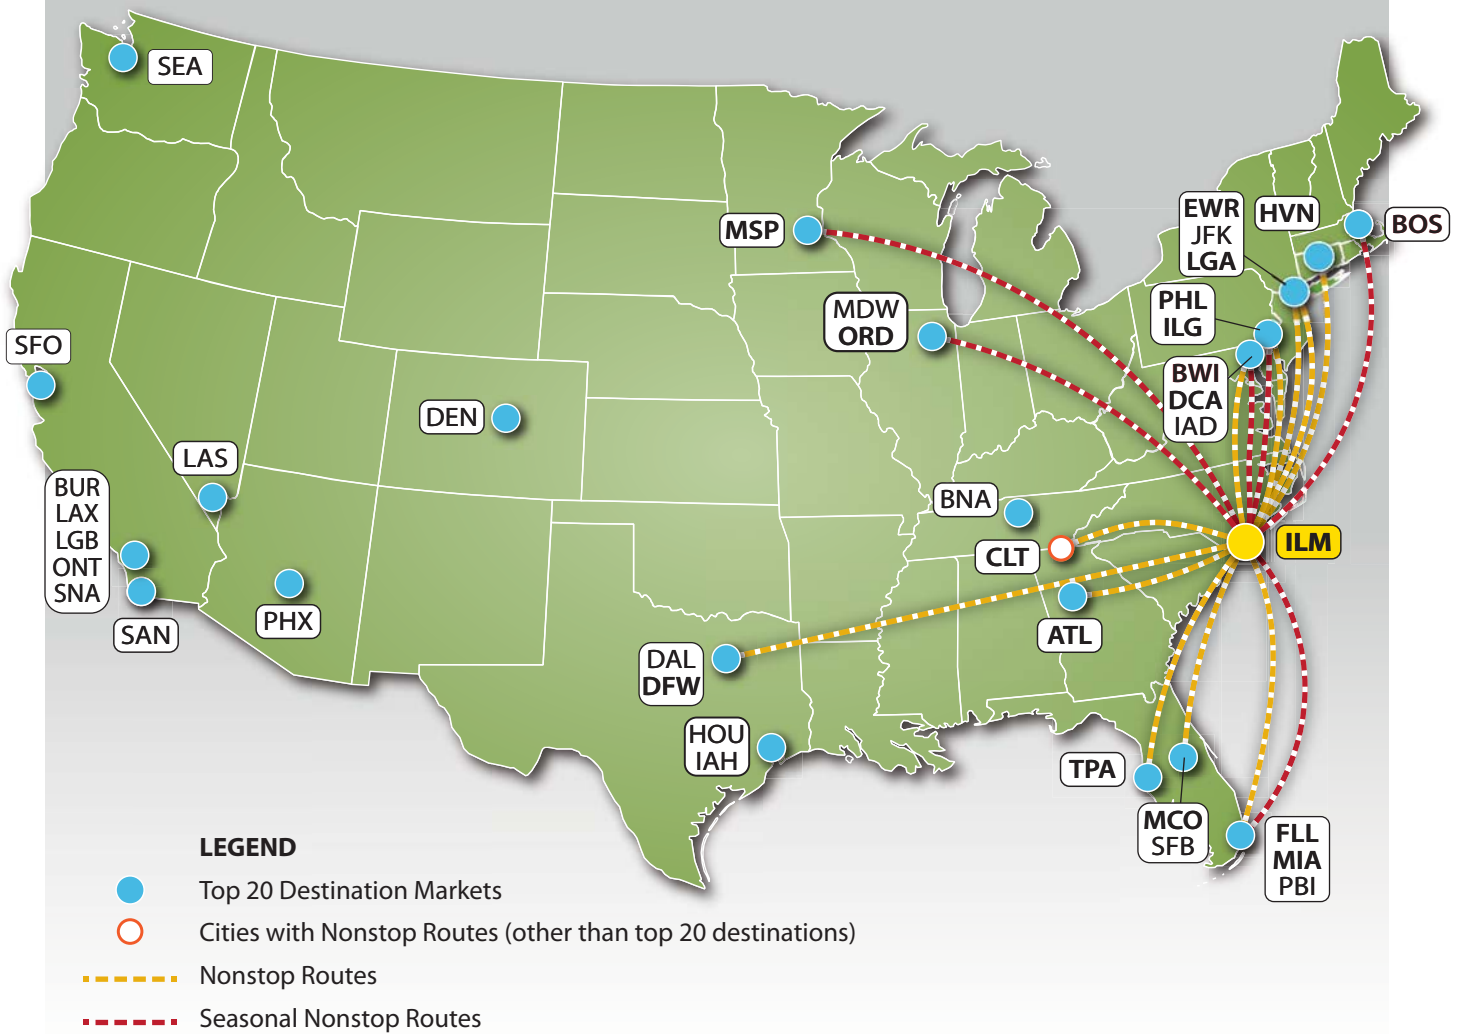 SEA
MSP
EWR
JFK
LGA
HVN
BOS
PHL
ILG
MDW
ORD
BWI
DCA
IAD
SFO
DEN
LAS
BUR
LAX
LGB
ONT
SNA
SAN
PHX
BNA
CLT
ILM
ATL
DAL
DFW
HOU
IAH
TPA
MCO
SFB
FLL
MIA
PBI
LEGEND
Top 20 Destination Markets
Cities with Nonstop Routes (other than top 20 destinations)
Nonstop Routes
Seasonal Nonstop Routes